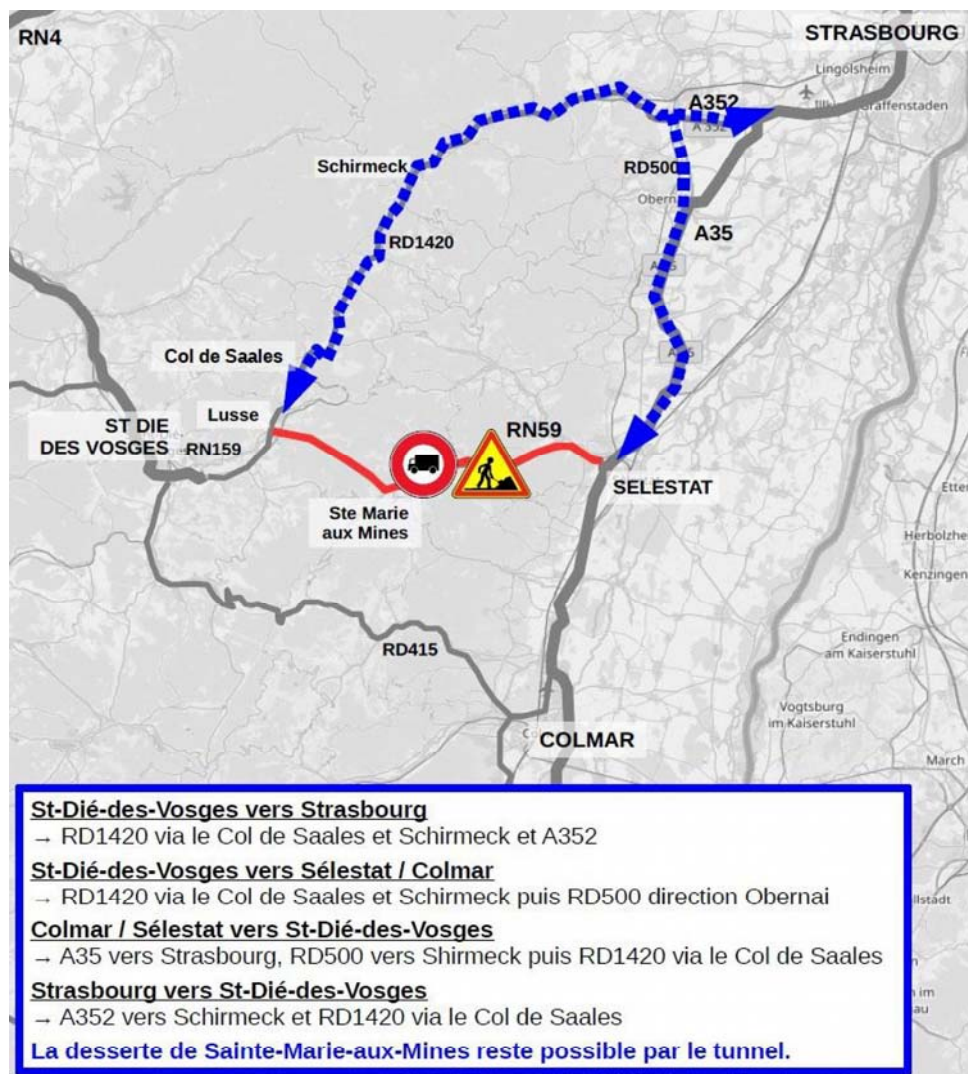 RN4
STRASBOURG
Lingolsheim
A352
Illkirch-Graffenstaden
A 352
Schirmeck
RD500
Obernai
A35
RD1420
Col de Saales
Lusse
ST DIE
DES VOSGES
RN159
RN59
SELESTAT
Ste Marie
aux Mines
Herbolzheim
Kenzingen
RD415
Endingen
am Kaiserstuhl
Vogtsburg
im Kaiserstuhl
COLMAR
March
St-Dié-des-Vosges vers Strasbourg
→ RD1420 via le Col de Saales et Schirmeck et A352
St-Dié-des-Vosges vers Sélestat / Colmar
→ RD1420 via le Col de Saales et Schirmeck puis RD500 direction Obernai
Colmar / Sélestat vers St-Dié-des-Vosges
→ A35 vers Strasbourg, RD500 vers Shirmeck puis RD1420 via le Col de Saales
Strasbourg vers St-Dié-des-Vosges
→ A352 vers Schirmeck et RD1420 via le Col de Saales
La desserte de Sainte-Marie-aux-Mines reste possible par le tunnel.